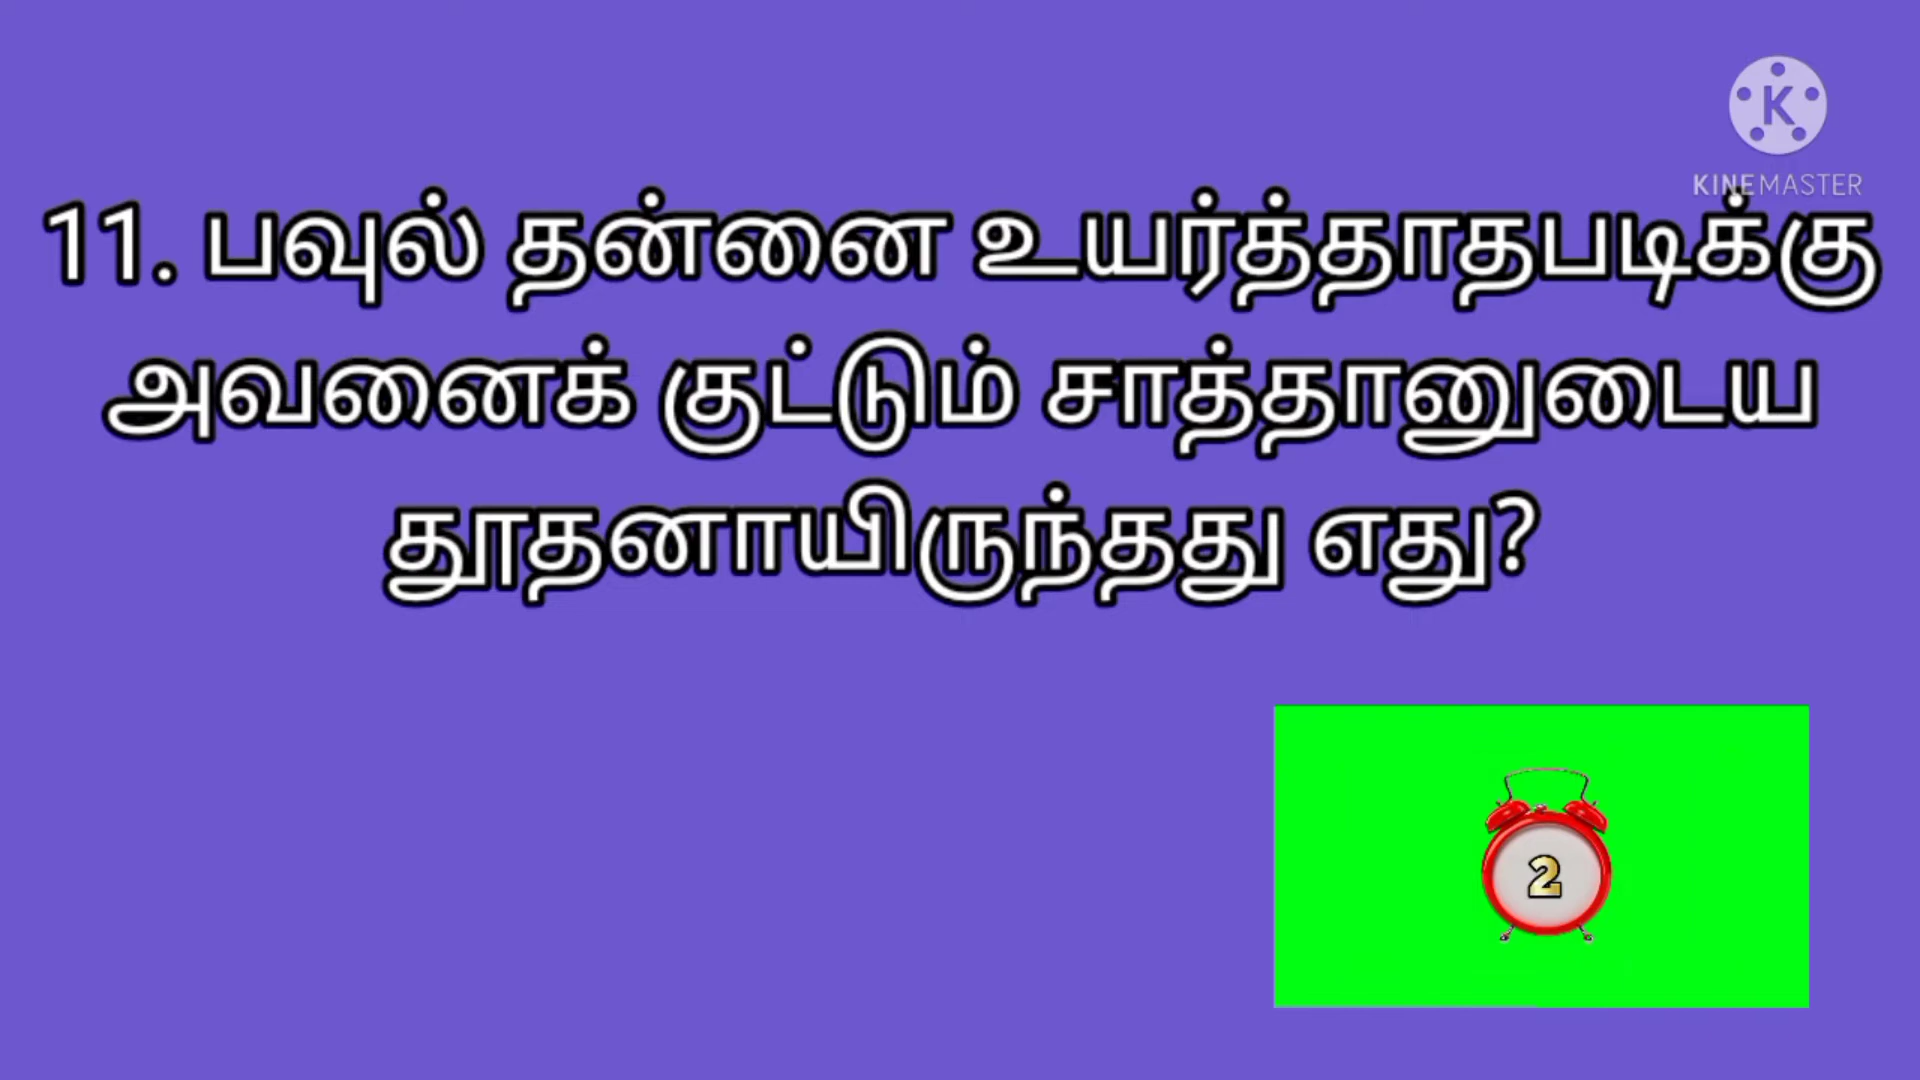 K
KINEMASTER
11. பவுல் தன்னை உயர்த்தாதபடிக்கு
அவனைக் குட்டும் சாத்தானுடைய
தூதனாயிருந்தது எது?
2